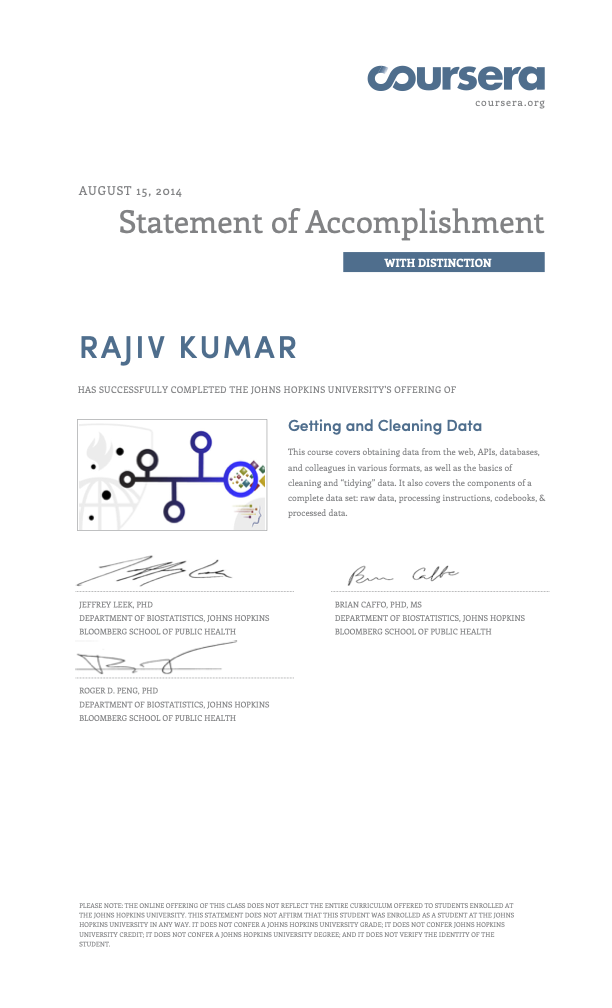 coursera
coursera.org
AUGUST 15, 2014
Statement of Accomplishment
WITH DISTINCTION
RAJIV KUMAR
HAS SUCCESSFULLY COMPLETED THE JOHNS HOPKINS UNIVERSITY'S OFFERING OF
Getting and Cleaning Data
This course covers obtaining data from the web, APIs, databases,
and colleagues in various formats, as well as the basics of
cleaning and “tidying” data. It also covers the components of a
complete data set: raw data, processing instructions, codebooks, &
processed data.
JEFFREY LEEK, PHD
DEPARTMENT OF BIOSTATISTICS, JOHNS HOPKINS
BLOOMBERG SCHOOL OF PUBLIC HEALTH
Brian Caffo
BRIAN CAFFO, PHD, MS
DEPARTMENT OF BIOSTATISTICS, JOHNS HOPKINS
BLOOMBERG SCHOOL OF PUBLIC HEALTH
ROGER D. PENG, PHD
DEPARTMENT OF BIOSTATISTICS, JOHNS HOPKINS
BLOOMBERG SCHOOL OF PUBLIC HEALTH
PLEASE NOTE: THE ONLINE OFFERING OF THIS CLASS DOES NOT REFLECT THE ENTIRE CURRICULUM OFFERED TO STUDENTS ENROLLED AT
THE JOHNS HOPKINS UNIVERSITY. THIS STATEMENT DOES NOT AFFIRM THAT THIS STUDENT WAS ENROLLED AS A STUDENT AT THE JOHNS
HOPKINS UNIVERSITY IN ANY WAY. IT DOES NOT CONFER A JOHNS HOPKINS UNIVERSITY GRADE; IT DOES NOT CONFER JOHNS HOPKINS
UNIVERSITY CREDIT; IT DOES NOT CONFER A JOHNS HOPKINS UNIVERSITY DEGREE; AND IT DOES NOT VERIFY THE IDENTITY OF THE
STUDENT.